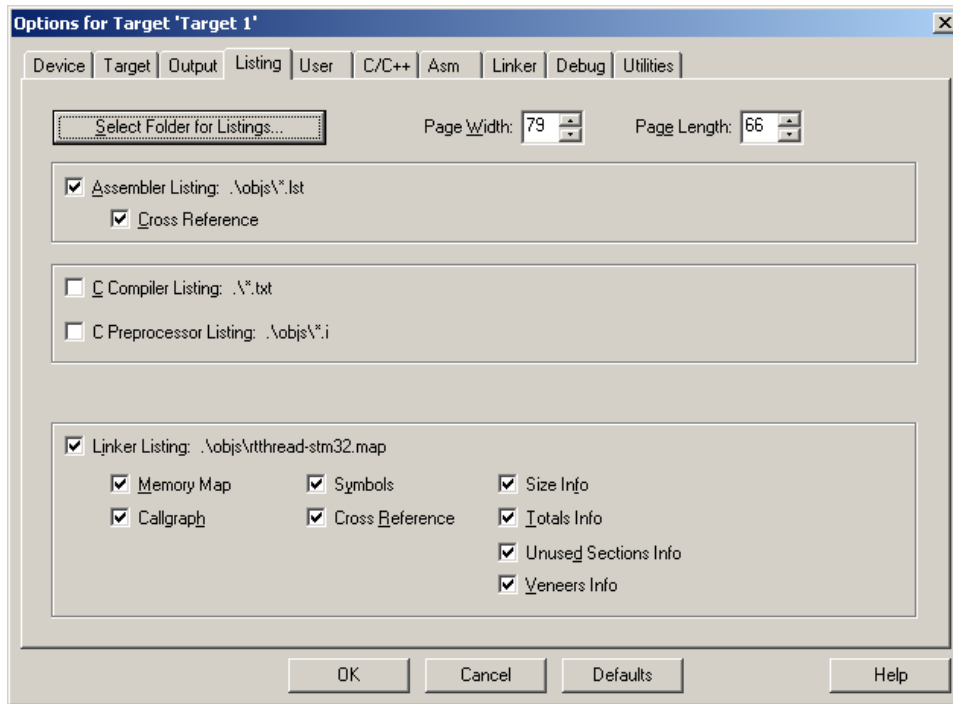 Options for Target 'Target 1'
Device Target Output Listing User C/C++ Asm Linker Debug Utilities
Select Folder for Listings... Page Width: 79 Page Length: 66
Assembler Listing: .\objs\*.lst
Cross Reference
C Compiler Listing: .\*.txt
C Preprocessor Listing: .\objs\*.i
Linker Listing: .\objs\rtthread-stm32.map
Memory Map Symbols Size Info
Callgraph Cross Reference Totals Info
Unused Sections Info
Veneers Info
OK Cancel Defaults Help